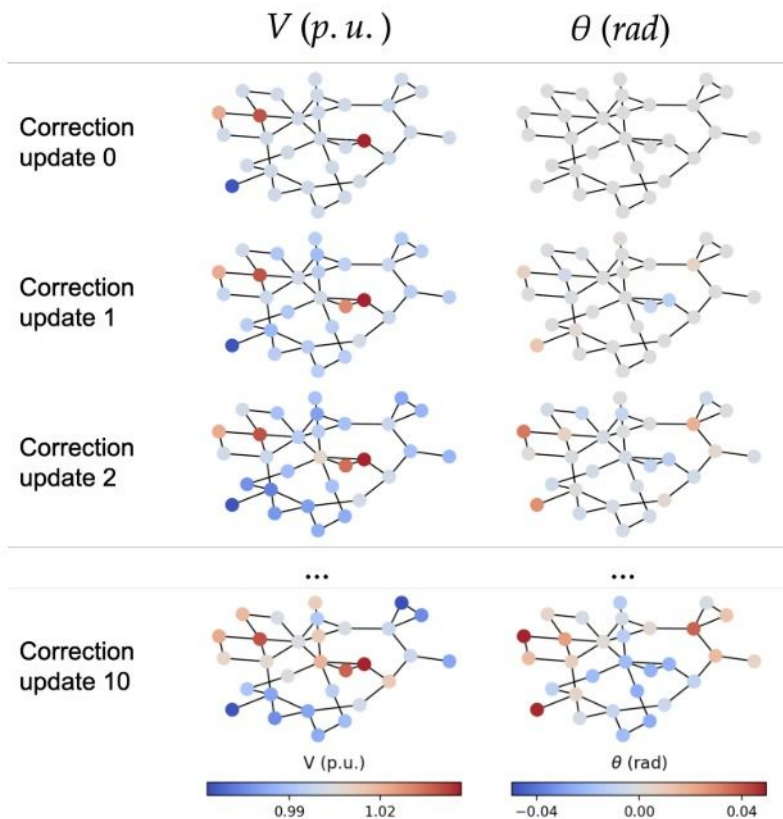 V (p. u.) θ (rad)
Correction
update 0
Correction
update 1
Correction
update 2
... ...
Correction
update 10
V (p.u.) θ (rad)
0.99 1.02 −0.04 0.00 0.04